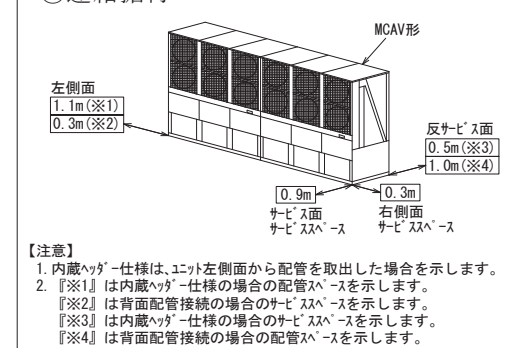 MCAV形
左側面
1.1m(※1)
0.3m(※2)
反ｻｰﾋﾞｽ面
0.5m(※3)
1.0m(※4)
0.9m
ｻｰﾋﾞｽ面
ｻｰﾋﾞｽｽﾍﾟｰｽ
0.3m
右側面
ｻｰﾋﾞｽｽﾍﾟｰｽ
【注意】
1. 内蔵ﾍｯﾀﾞｰ仕様は、ﾕﾆｯﾄ左側面から配管を取出した場合を示します。
2. 『※1』は内蔵ﾍｯﾀﾞｰ仕様の場合の配管ｽﾍﾟｰｽを示します。
『※2』は背面配管接続の場合のｻｰﾋﾞｽｽﾍﾟｰｽを示します。
『※3』は内蔵ﾍｯﾀﾞｰ仕様の場合のｻｰﾋﾞｽｽﾍﾟｰｽを示します。
『※4』は背面配管接続の場合の配管ｽﾍﾟｰｽを示します。